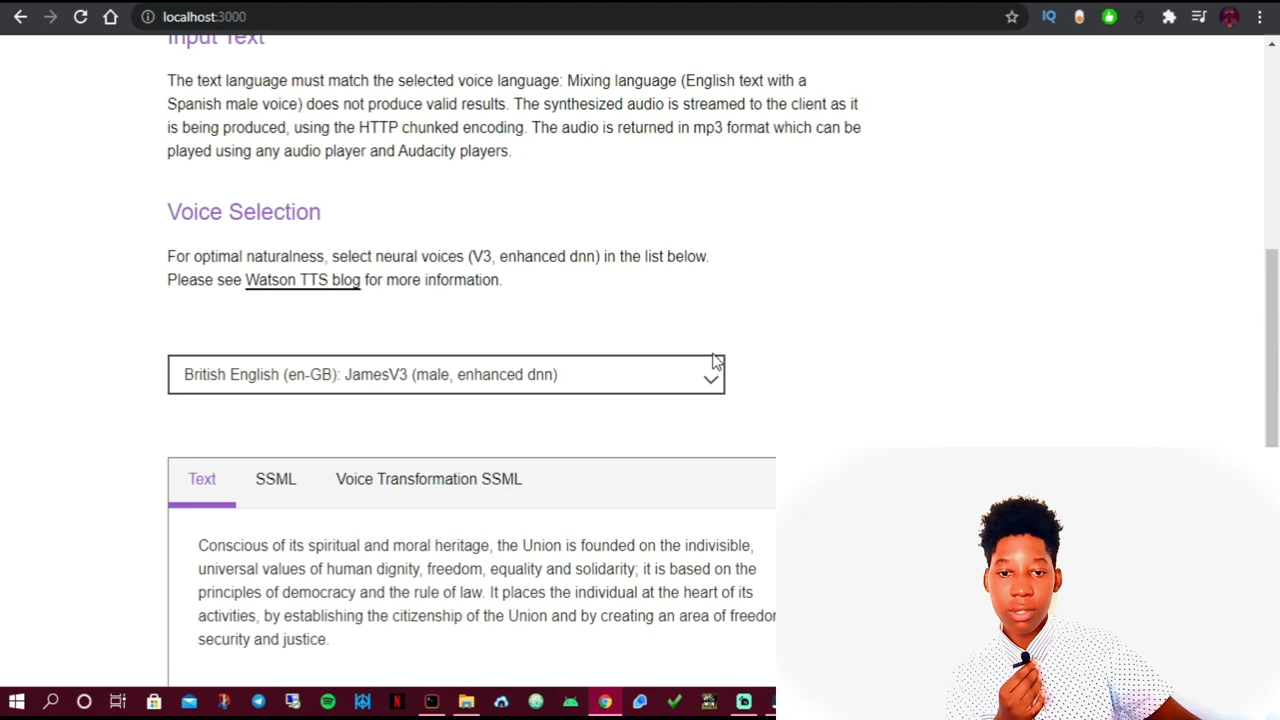 localhost:3000
Input Text
The text language must match the selected voice language: Mixing language (English text with a
Spanish male voice) does not produce valid results. The synthesized audio is streamed to the client as it
is being produced, using the HTTP chunked encoding. The audio is returned in mp3 format which can be
played using any audio player and Audacity players.
Voice Selection
For optimal naturalness, select neural voices (V3, enhanced dnn) in the list below.
Please see Watson TTS blog for more information.
British English (en-GB): JamesV3 (male, enhanced dnn)
Text SSML Voice Transformation SSML
Conscious of its spiritual and moral heritage, the Union is founded on the indivisible,
universal values of human dignity, freedom, equality and solidarity; it is based on the
principles of democracy and the rule of law. It places the individual at the heart of its
activities, by establishing the citizenship of the Union and by creating an area of freedor
security and justice.